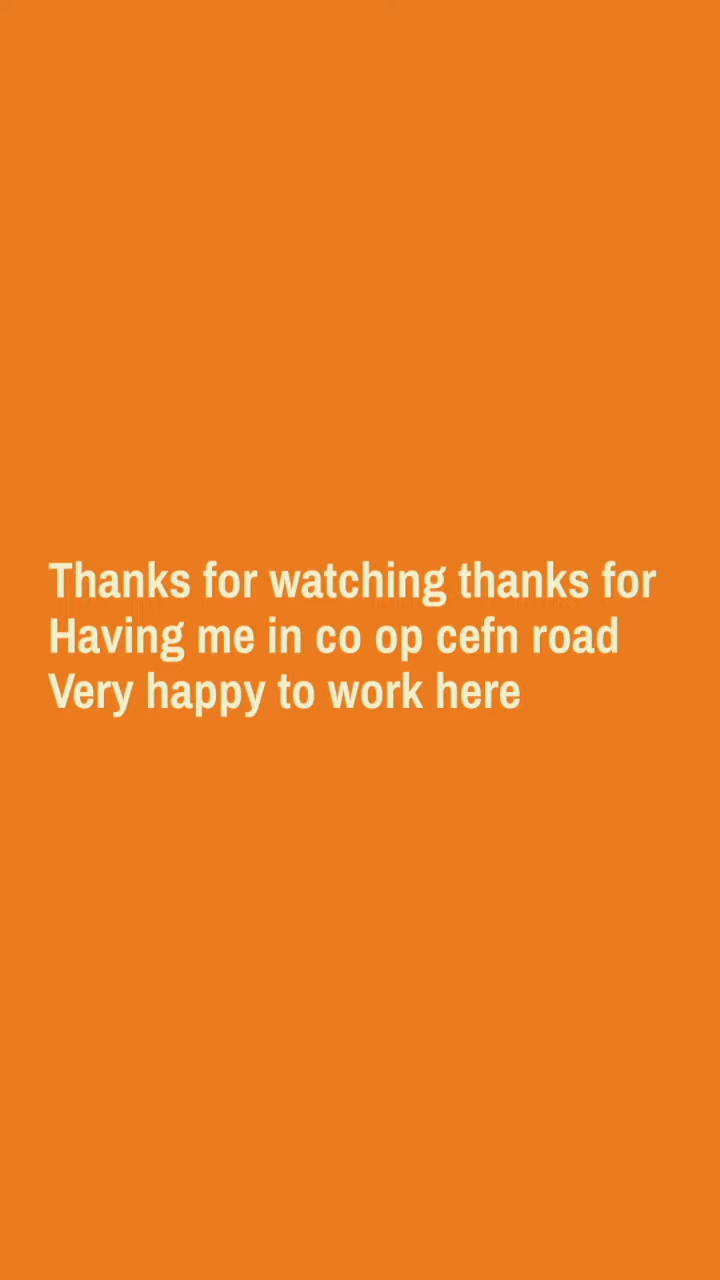 Thanks for watching thanks for
Having me in co op cefn road
Very happy to work here